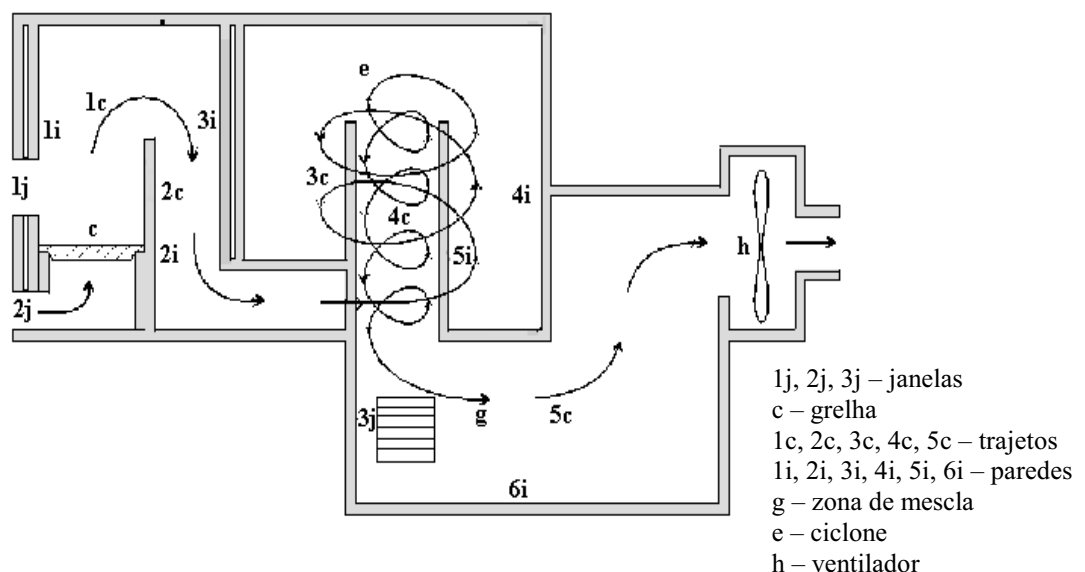 e
1c
1i
3i
1j
2c
3c
4i
c
4c
2i
5i
h
2j
3j
g
5c
6i
1j, 2j, 3j – janelas
c – grelha
1c, 2c, 3c, 4c, 5c – trajetos
1i, 2i, 3i, 4i, 5i, 6i – paredes
g – zona de mescla
e – ciclone
h – ventilador